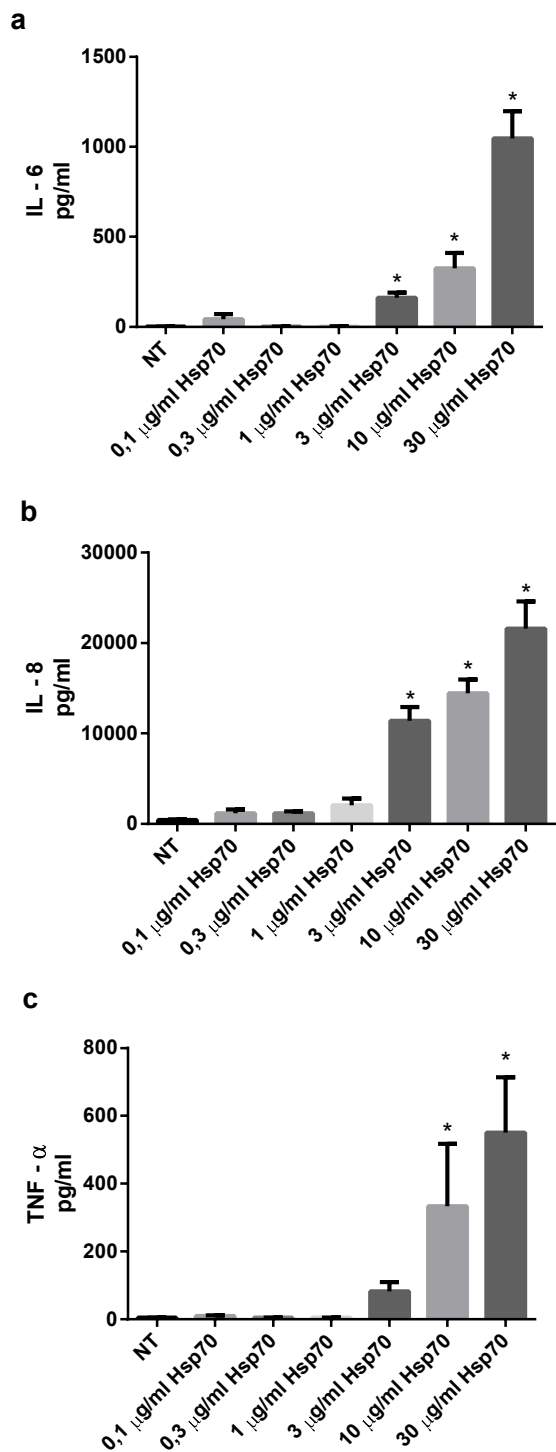 a
1500
1000
500
0
IL - 6
pg/ml
*
*
*
NT
0,1 μg/ml Hsp70
0,3 μg/ml Hsp70
1 μg/ml Hsp70
3 μg/ml Hsp70
10 μg/ml Hsp70
30 μg/ml Hsp70
b
30000
20000
10000
0
IL - 8
pg/ml
*
*
*
NT
0,1 μg/ml Hsp70
0,3 μg/ml Hsp70
1 μg/ml Hsp70
3 μg/ml Hsp70
10 μg/ml Hsp70
30 μg/ml Hsp70
c
800
600
400
200
0
TNF - α
pg/ml
*
*
NT
0,1 μg/ml Hsp70
0,3 μg/ml Hsp70
1 μg/ml Hsp70
3 μg/ml Hsp70
10 μg/ml Hsp70
30 μg/ml Hsp70